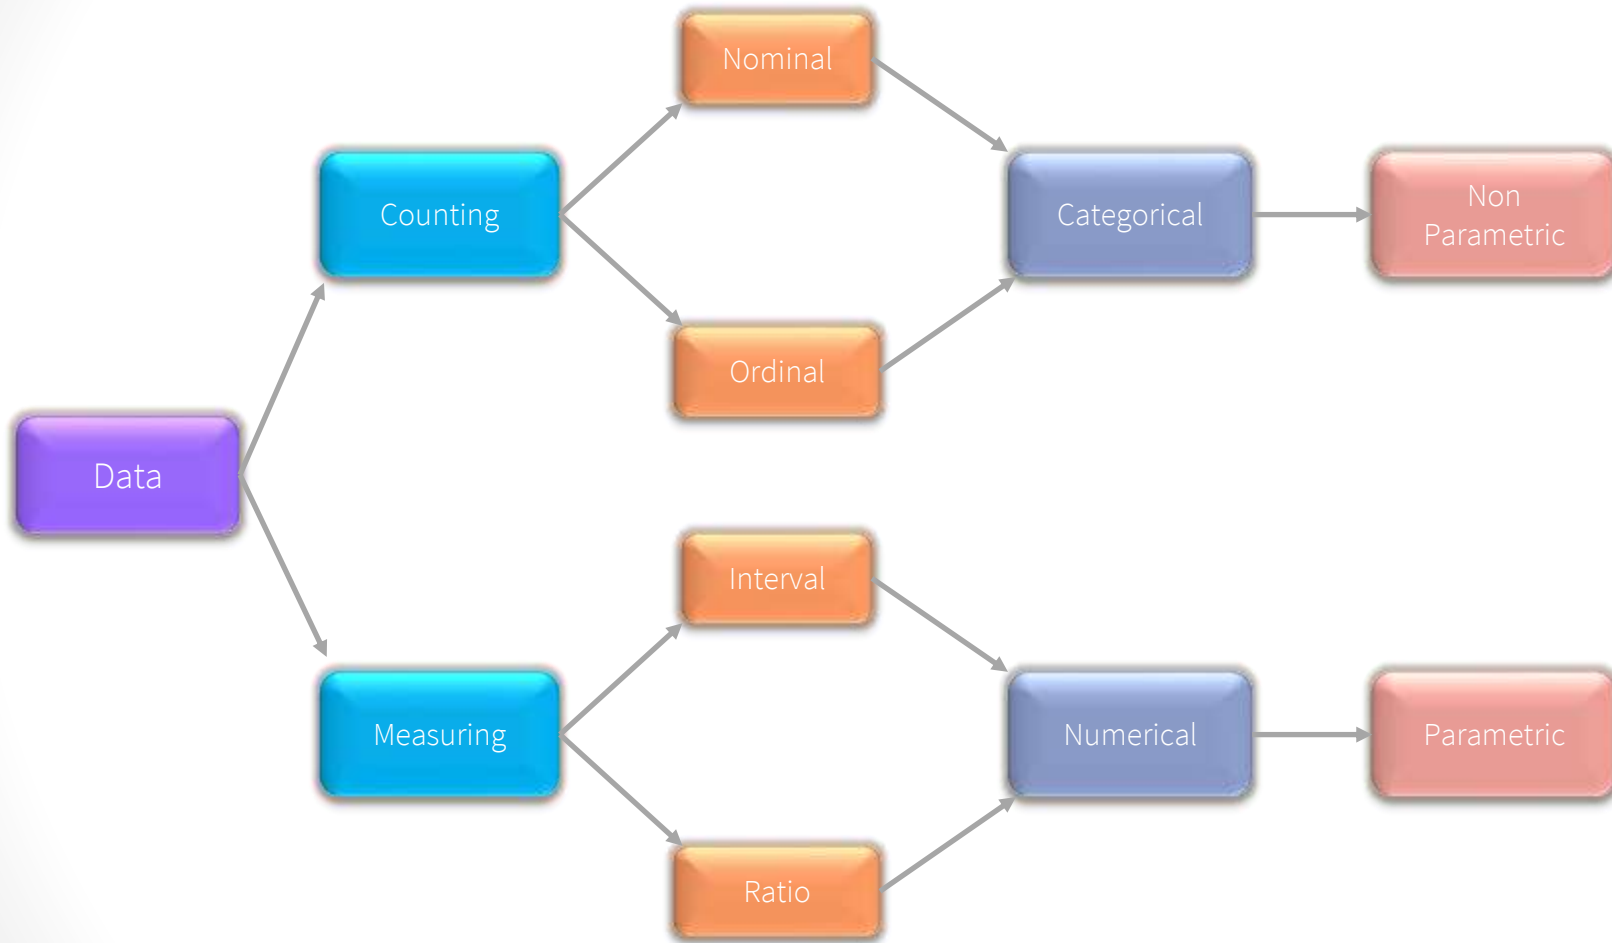 Nominal
Counting
Categorical
Non
Parametric
Ordinal
Data
Interval
Measuring
Numerical
Parametric
Ratio